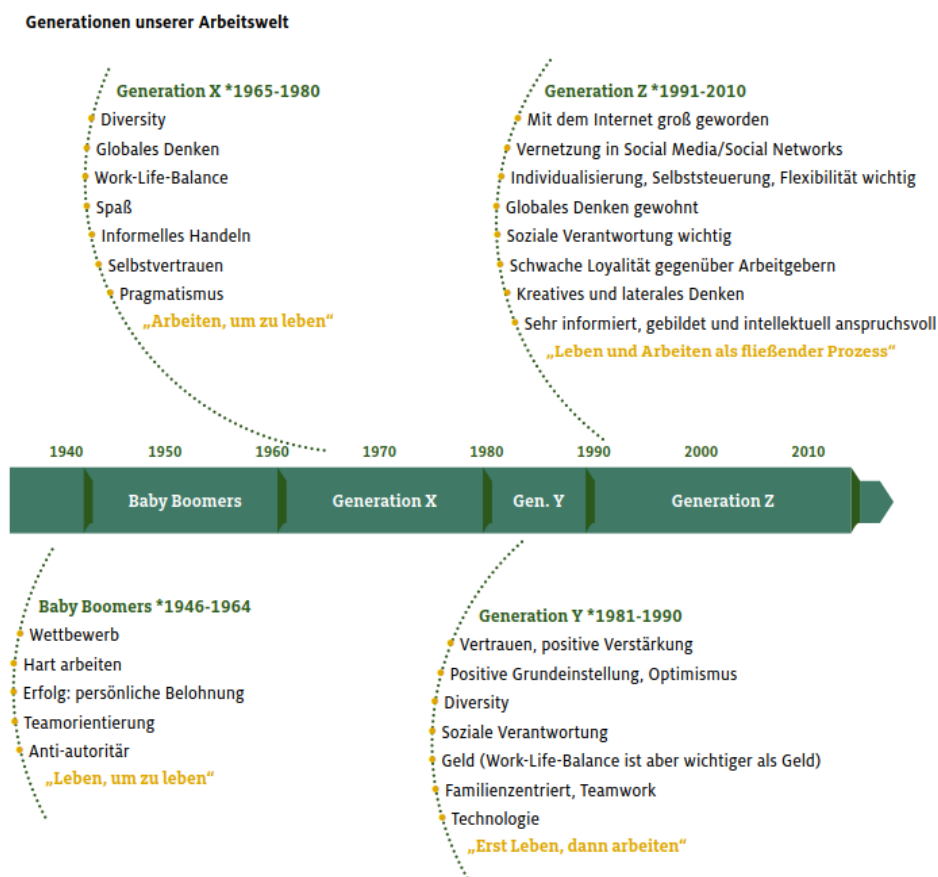 Generationen unserer Arbeitswelt
Generation X *1965-1980
Diversity
Globales Denken
Work-Life-Balance
Spaß
Informelles Handeln
Selbstvertrauen
Pragmatismus
„Arbeiten, um zu leben“
Generation Z *1991-2010
Mit dem Internet groß geworden
Vernetzung in Social Media/Social Networks
Individualisierung, Selbststeuerung, Flexibilität wichtig
Globales Denken gewohnt
Soziale Verantwortung wichtig
Schwache Loyalität gegenüber Arbeitgebern
Kreatives und laterales Denken
Sehr informiert, gebildet und intellektuell anspruchsvoll
„Leben und Arbeiten als fließender Prozess“
1940 1950 1960 1970 1980 1990 2000 2010
Baby Boomers Generation X Gen. Y Generation Z
Baby Boomers *1946-1964
Wettbewerb
Hart arbeiten
Erfolg: persönliche Belohnung
Teamorientierung
Anti-autoritär
„Leben, um zu leben“
Generation Y *1981-1990
Vertrauen, positive Verstärkung
Positive Grundeinstellung, Optimismus
Diversity
Soziale Verantwortung
Geld (Work-Life-Balance ist aber wichtiger als Geld)
Familienzentriert, Teamwork
Technologie
„Erst Leben, dann arbeiten“